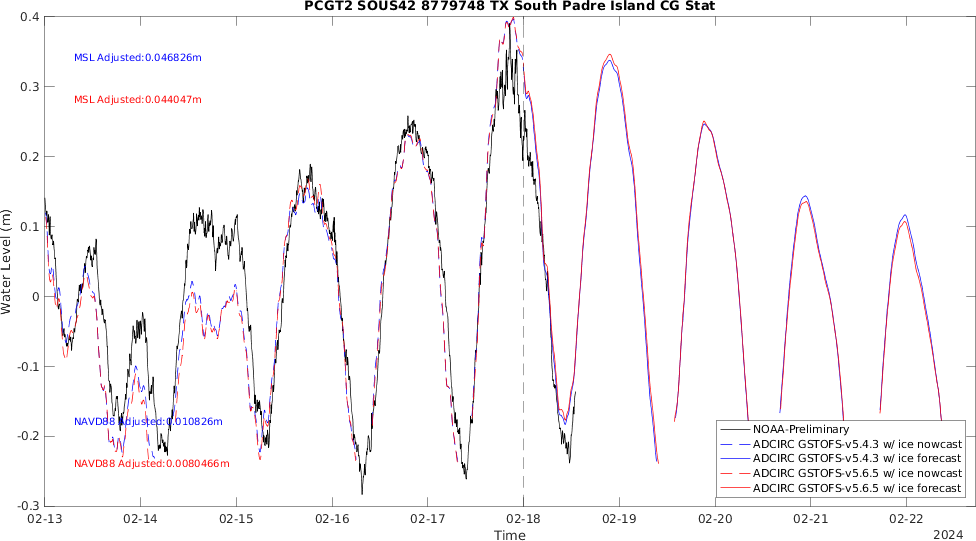 PCGT2 SOUS42 8779748 TX South Padre Island CG Stat
0.4
MSL Adjusted:0.046826m
0.3
MSL Adjusted:0.044047m
0.2
0.1
Water Level (m)
0
-0.1
NAVD88 Adjusted:0.010826m
NOAA-Preliminary
-0.2
ADCIRC GSTOFS-v5.4.3 w/ ice nowcast
ADCIRC GSTOFS-v5.4.3 w/ ice forecast
NAVD88 Adjusted:0.0080466m
ADCIRC GSTOFS-v5.6.5 w/ ice nowcast
ADCIRC GSTOFS-v5.6.5 w/ ice forecast
-0.3
02-13 02-14 02-15 02-16 02-17 02-18 02-19 02-20 02-21 02-22
Time
2024